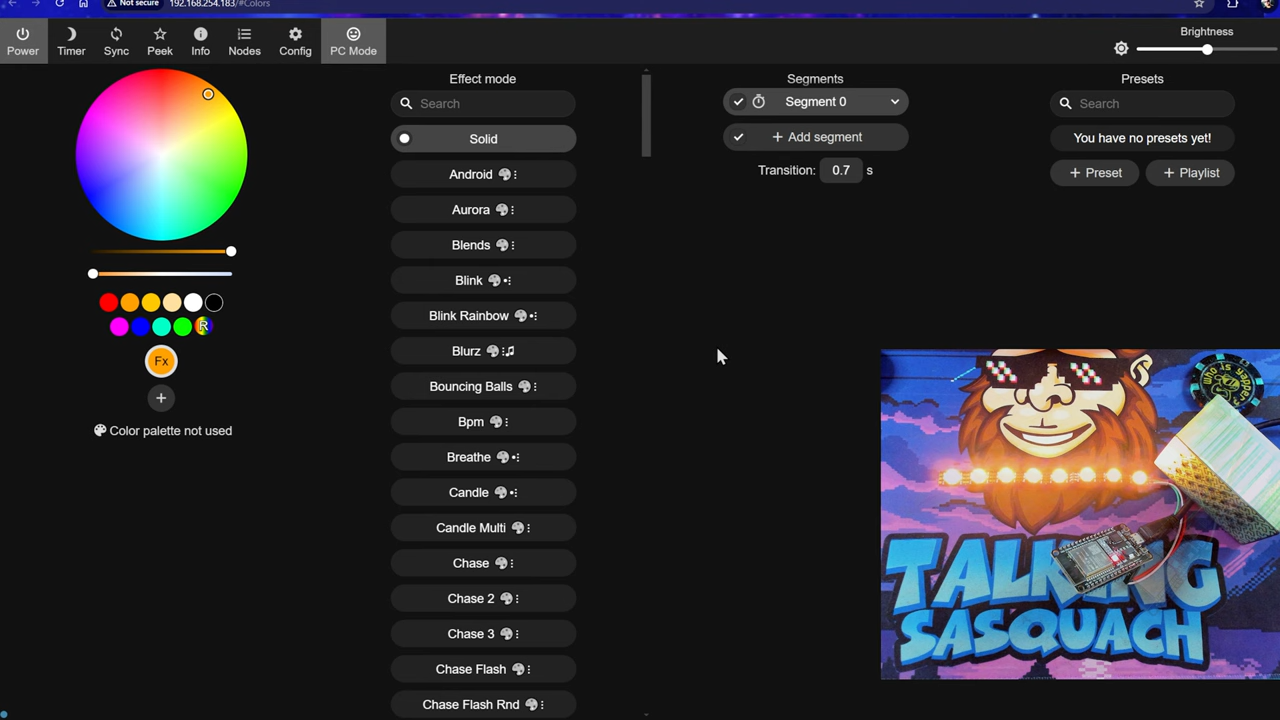 Not secure 192.168.254.183/#Colors
Power Timer Sync Peek Info Nodes Config PC Mode
Brightness
Effect mode
Search
Solid
Android
Aurora
Blends
Blink
Blink Rainbow
Blurz
Bouncing Balls
Bpm
Breathe
Candle
Candle Multi
Chase
Chase 2
Chase 3
Chase Flash
Chase Flash Rnd
R
Fx
+
Color palette not used
Segments
Segment 0
+ Add segment
Transition: 0.7 s
Presets
Search
You have no presets yet!
+ Preset + Playlist
TALKING
SASQUACH